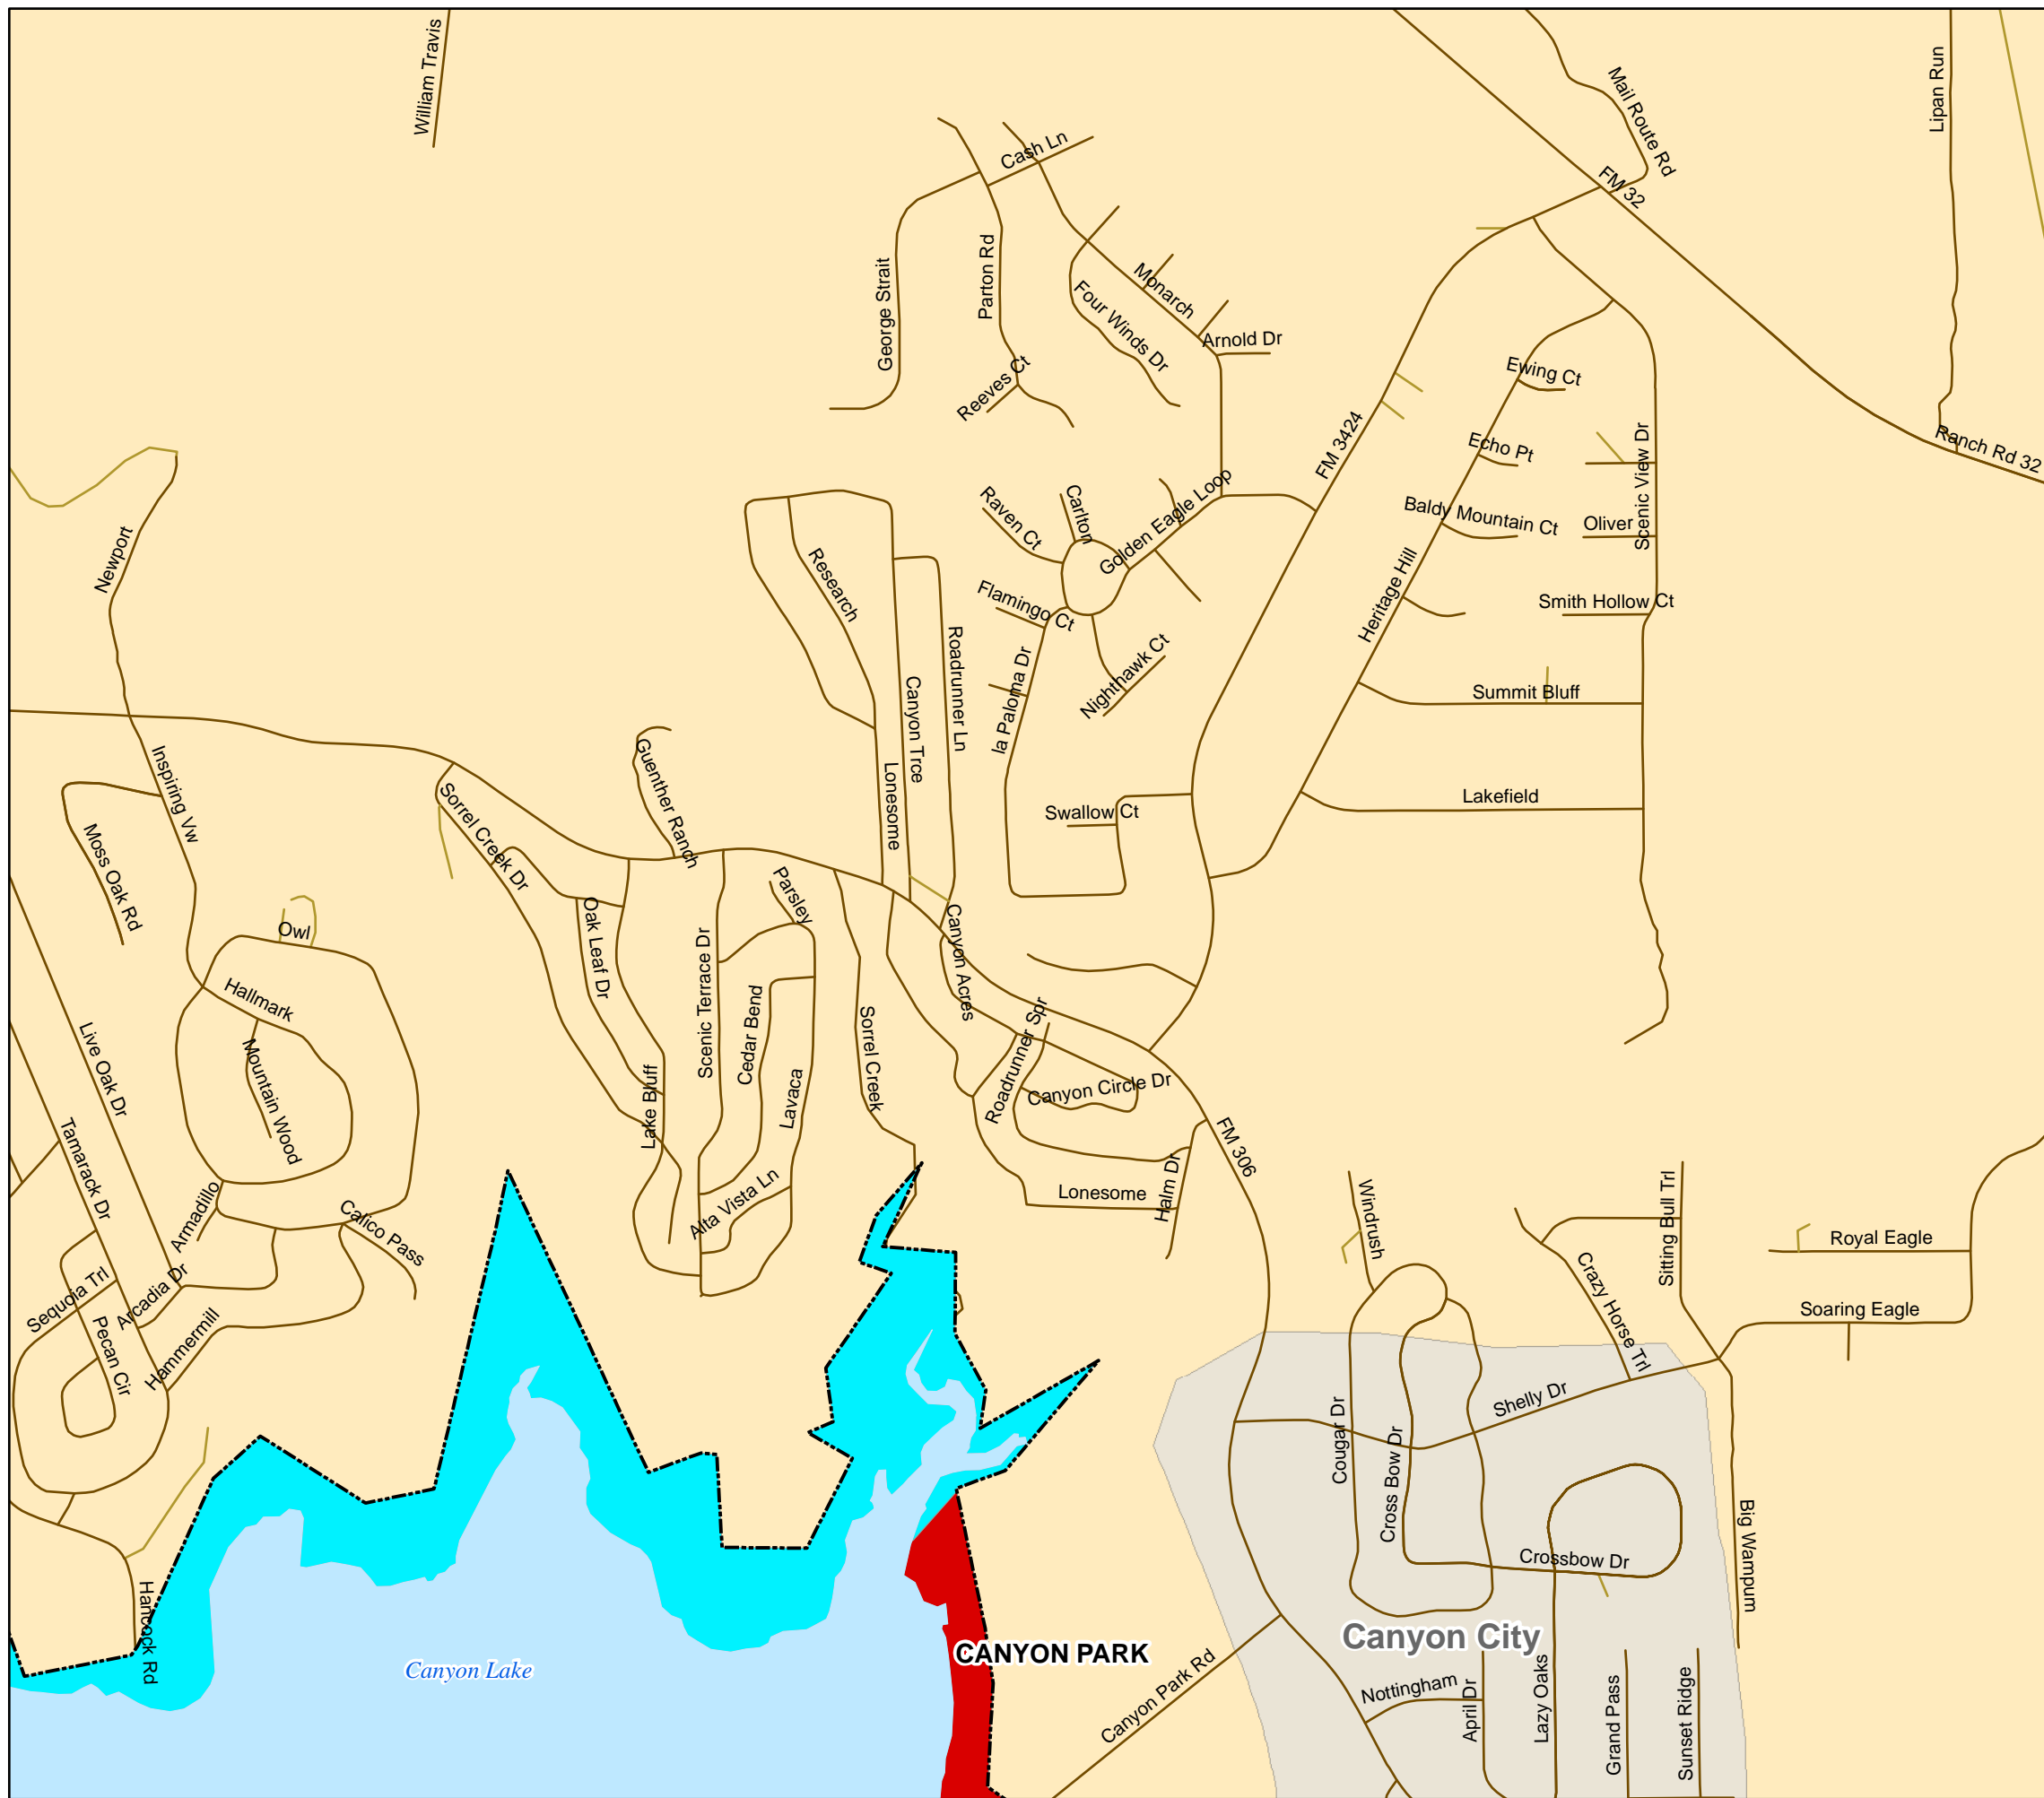 William Travis
Mail Route Rd
Lipan Run
Cash Ln
FM 32
George Strait
Parton Rd
Monarch
Four Winds Dr
Arnold Dr
Reeves Ct
Ewing Ct
FM 3424
Echo Pt
Scenic View Dr
Ranch Rd 32
Baldy Mountain Ct
Oliver
Raven Ct
Carlton
Golden Eagle Loop
Newport
Research
Flamingo Ct
Heritage Hill
Smith Hollow Ct
Roadrunner Ln
Canyon Trce
la Paloma Dr
Nighthawk Ct
Summit Bluff
Inspiring Vw
Guenther Ranch
Lonesome
Swallow Ct
Lakefield
Sorrel Creek Dr
Moss Oak Rd
Parsley
Owl
Oak Leaf Dr
Scenic Terrace Dr
Canyon Acres
Hallmark
Cedar Bend
Sorrel Creek
Roadrunner Spr
Live Oak Dr
Mountain Wood
Lake Bluff
Lavaca
Canyon Circle Dr
Tamarack Dr
FM 306
Armadillo
Calico Pass
Alta Vista Ln
Lonesome
Halm Dr
Windrush
Sitting Bull Trl
Royal Eagle
Crazy Horse Trl
Soaring Eagle
Sequoia Trl
Arcadia Dr
Pecan Cir
Hammermill
Shelly Dr
Cougar Dr
Cross Bow Dr
Crossbow Dr
Big Wampum
Hancock Rd
Canyon Lake
CANYON PARK
Canyon City
Canyon Park Rd
Nottingham
April Dr
Lazy Oaks
Grand Pass
Sunset Ridge